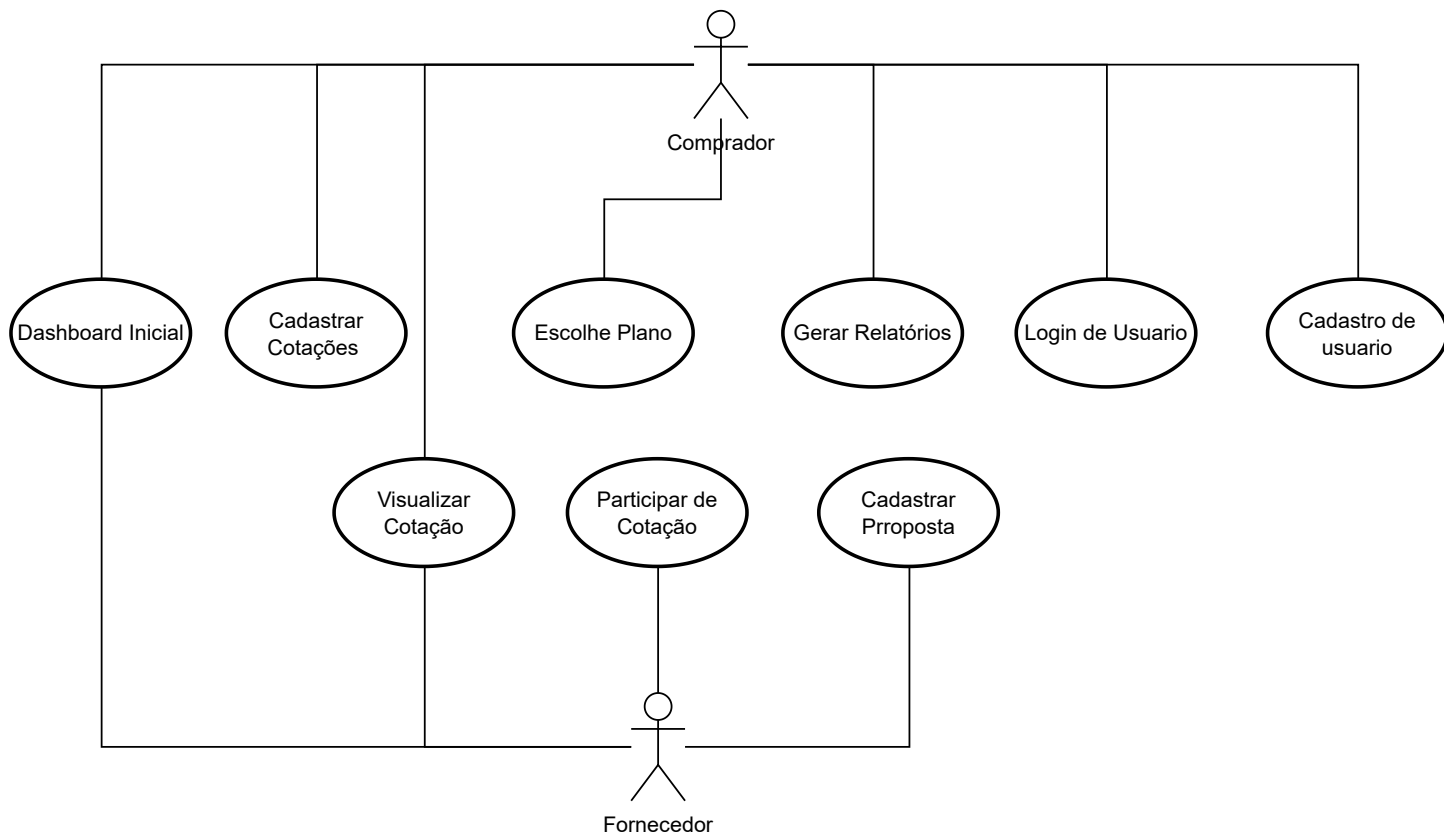 Comprador
Dashboard Inicial
Cadastrar
Cotações
Escolhe Plano
Gerar Relatórios
Login de Usuario
Cadastro de
usuario
Visualizar
Cotação
Participar de
Cotação
Cadastrar
Prroposta
Fornecedor